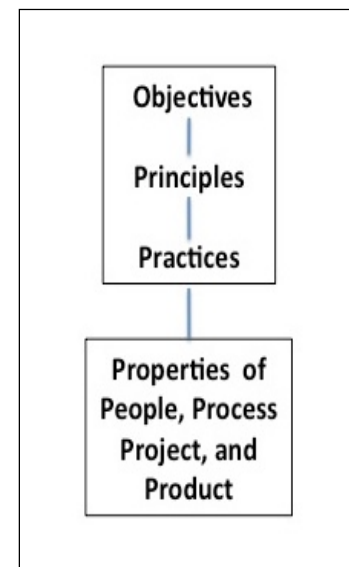 Objectives
Principles
Practices
Properties of
People, Process
Project, and
Product